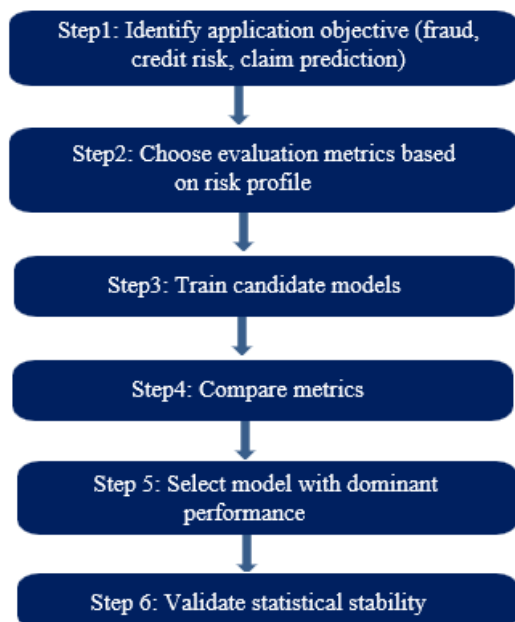 Step1: Identify application objective (fraud,
credit risk, claim prediction)
Step2: Choose evaluation metrics based
on risk profile
Step3: Train candidate models
Step4: Compare metrics
Step 5: Select model with dominant
performance
Step 6: Validate statistical stability